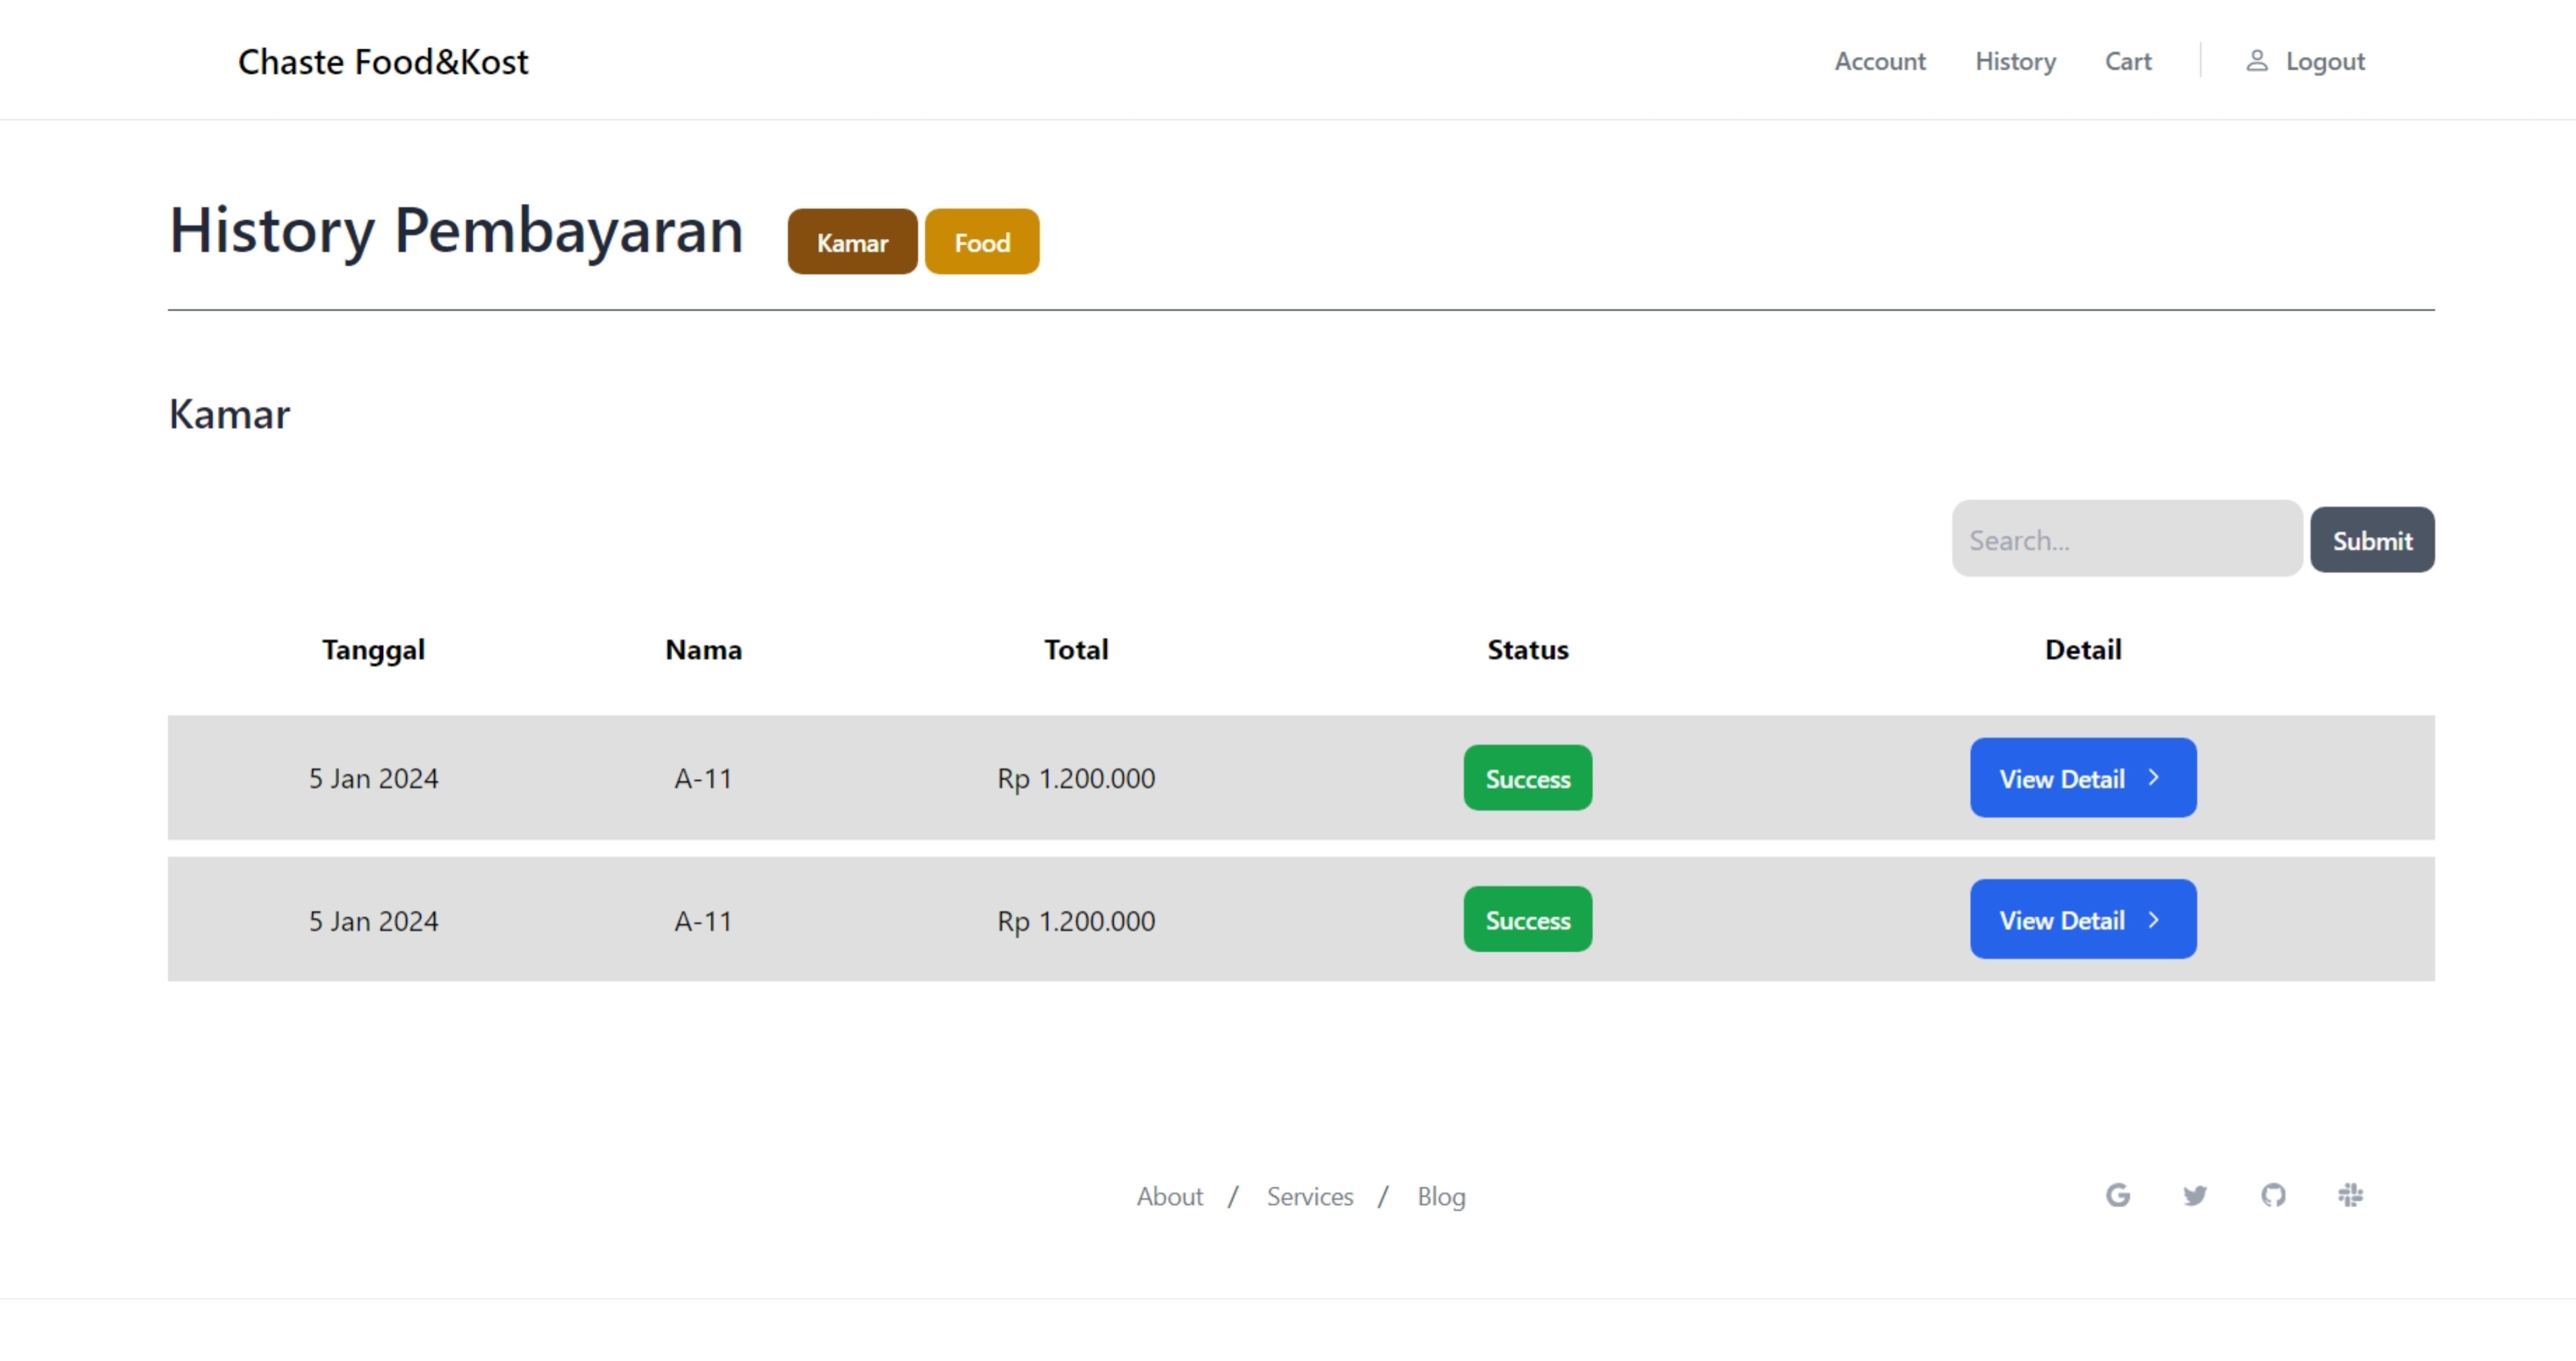 Chaste Food&Kost Account History Cart Logout
History Pembayaran Kamar Food
Kamar
Search... Submit
Tanggal Nama Total Status Detail
5 Jan 2024 A-11 Rp 1.200.000 Success View Detail
5 Jan 2024 A-11 Rp 1.200.000 Success View Detail
About / Services / Blog